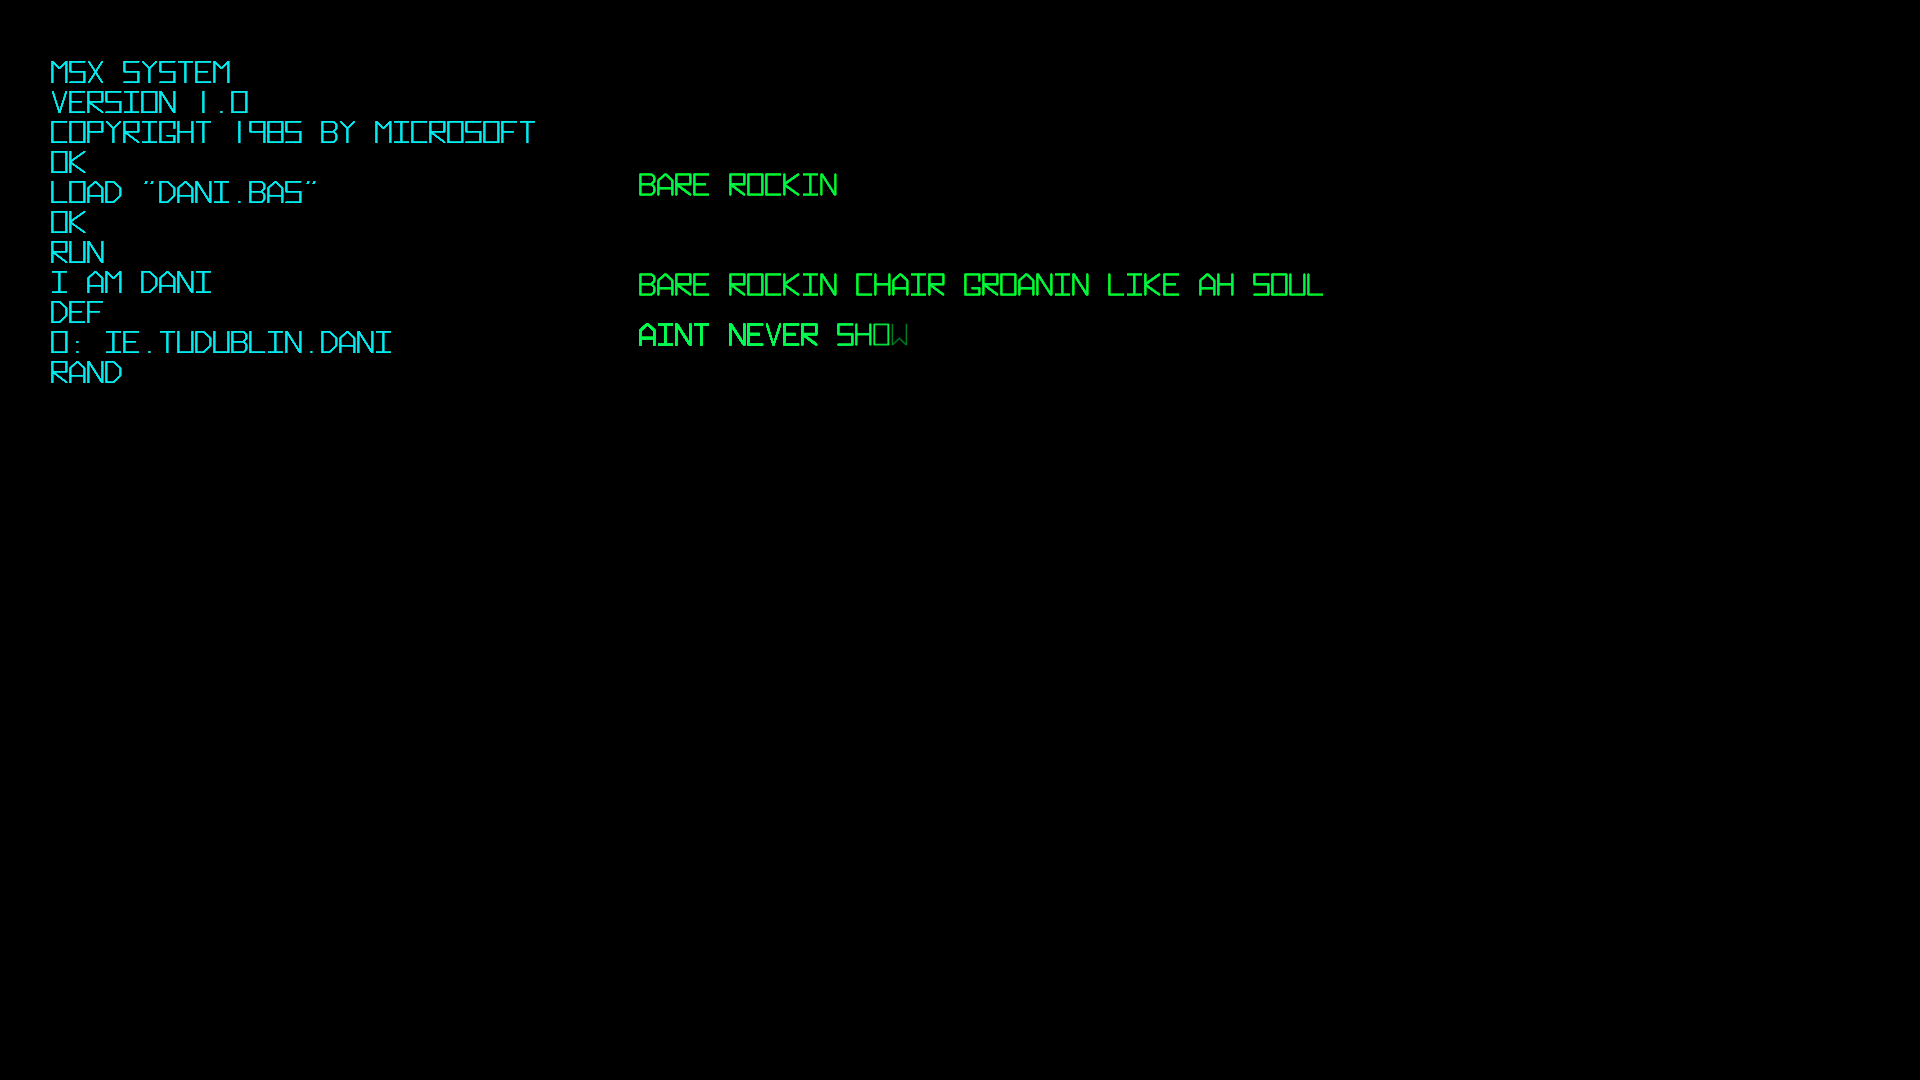 MSX SYSTEM
VERSION 1.0
COPYRIGHT 1985 BY MICROSOFT
OK
LOAD "DANI.BAS"
OK
RUN
I AM DANI
DEF
0: IE.TUDUBLIN.DANI
RAND
BARE ROCKIN
BARE ROCKIN CHAIR GROANIN LIKE AH SOUL
AINT NEVER SHOW